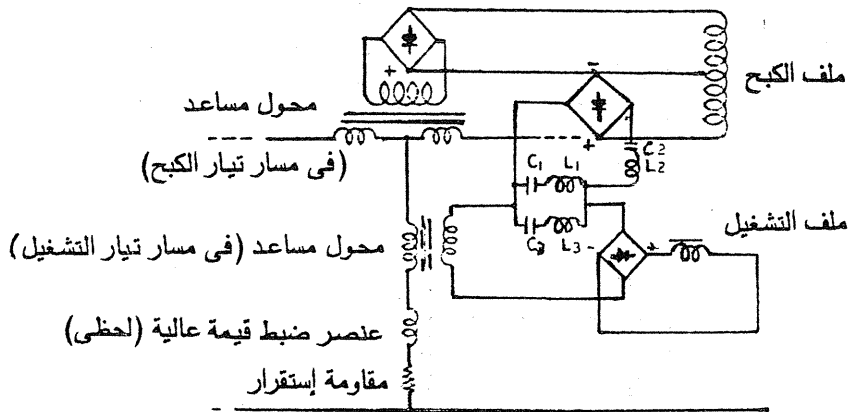 ملف الكبح
محول مساعد
(فى مسار تيار الكبح)
C2
L2
C1 L1
ملف التشغيل
C3 L3
محول مساعد (فى مسار تيار التشغيل)
عنصر ضبط قيمة عالية (لحظى)
مقاومة إستقرار